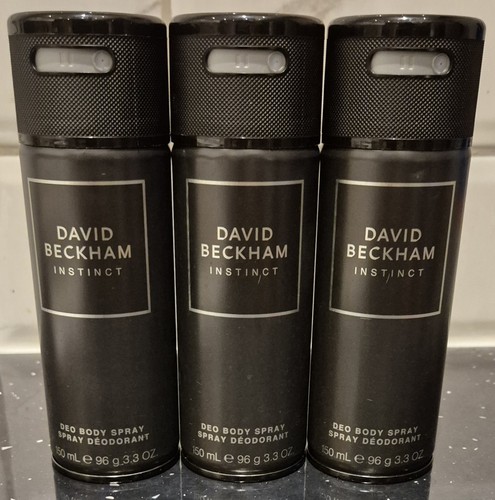 DAVID
BECKHAM
INSTINCT
DEO BODY SPRAY
SPRAY DÉODORANT
150 mL ℮ 96 g 3.3 OZ.
DAVID
BECKHAM
INSTINCT
DEO BODY SPRAY
SPRAY DÉODORANT
150 mL ℮ 96 g 3.3 OZ.
DAVID
BECKHAM
INSTINCT
DEO BODY SPRAY
SPRAY DÉODORANT
150 mL ℮ 96 g 3.3 OZ.